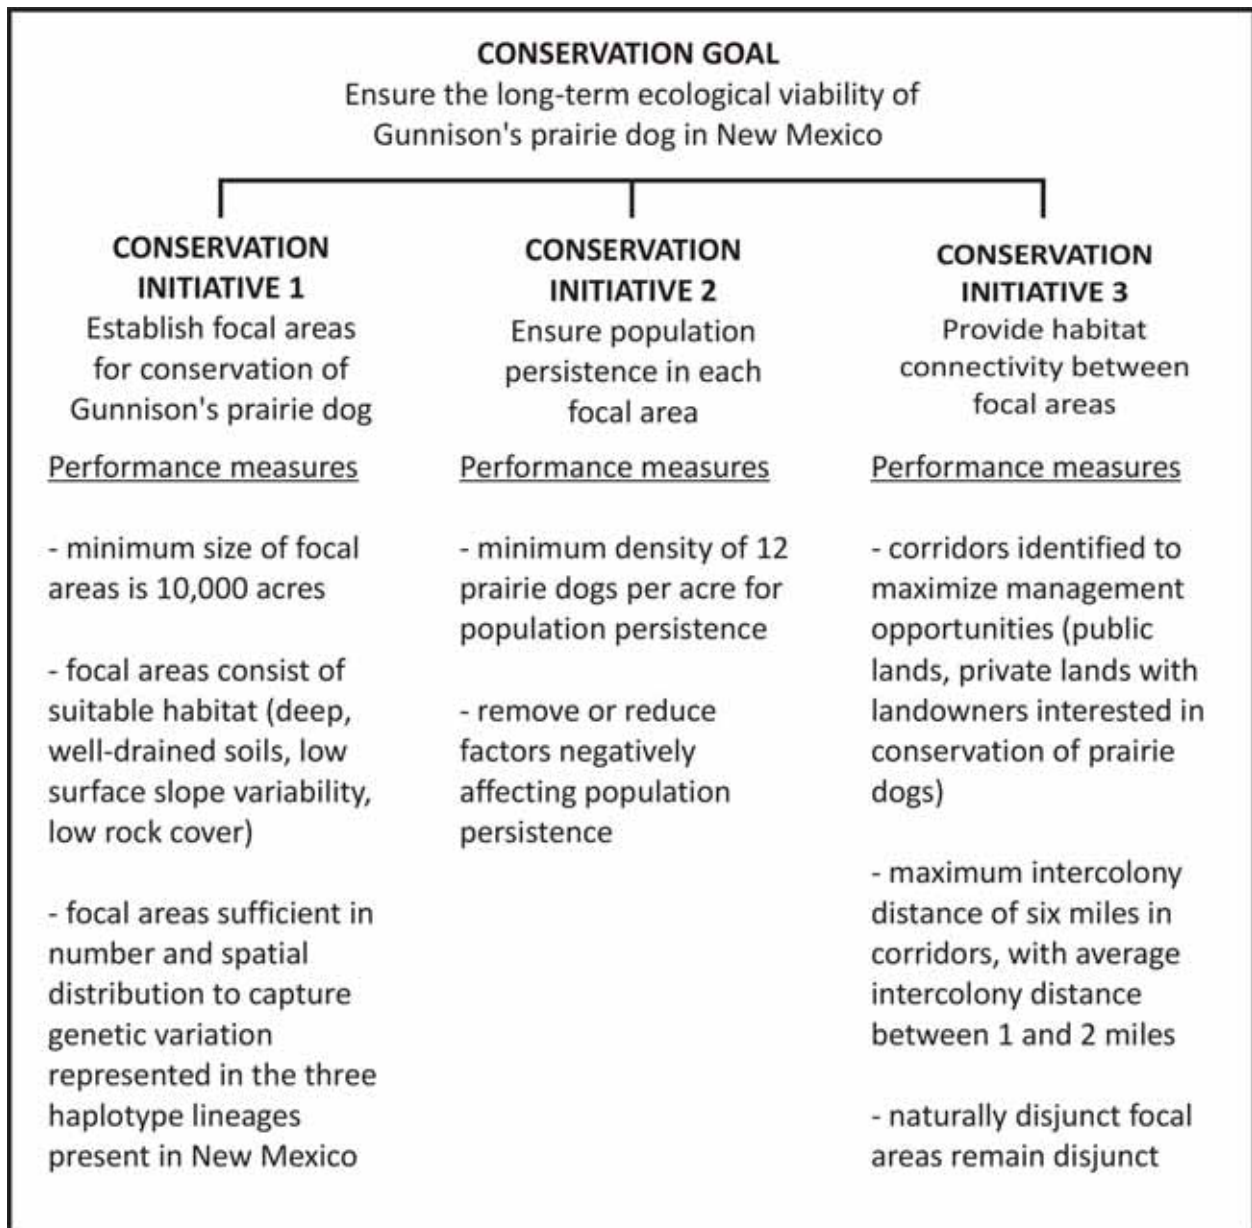 CONSERVATION GOAL
Ensure the long-term ecological viability of
Gunnison's prairie dog in New Mexico
CONSERVATION
INITIATIVE 1
Establish focal areas
for conservation of
Gunnison's prairie dog
Performance measures
- minimum size of focal
areas is 10,000 acres
- focal areas consist of
suitable habitat (deep,
well-drained soils, low
surface slope variability,
low rock cover)
- focal areas sufficient in
number and spatial
distribution to capture
genetic variation
represented in the three
haplotype lineages
present in New Mexico
CONSERVATION
INITIATIVE 2
Ensure population
persistence in each
focal area
Performance measures
- minimum density of 12
prairie dogs per acre for
population persistence
- remove or reduce
factors negatively
affecting population
persistence
CONSERVATION
INITIATIVE 3
Provide habitat
connectivity between
focal areas
Performance measures
- corridors identified to
maximize management
opportunities (public
lands, private lands with
landowners interested in
conservation of prairie
dogs)
- maximum intercolony
distance of six miles in
corridors, with average
intercolony distance
between 1 and 2 miles
- naturally disjunct focal
areas remain disjunct